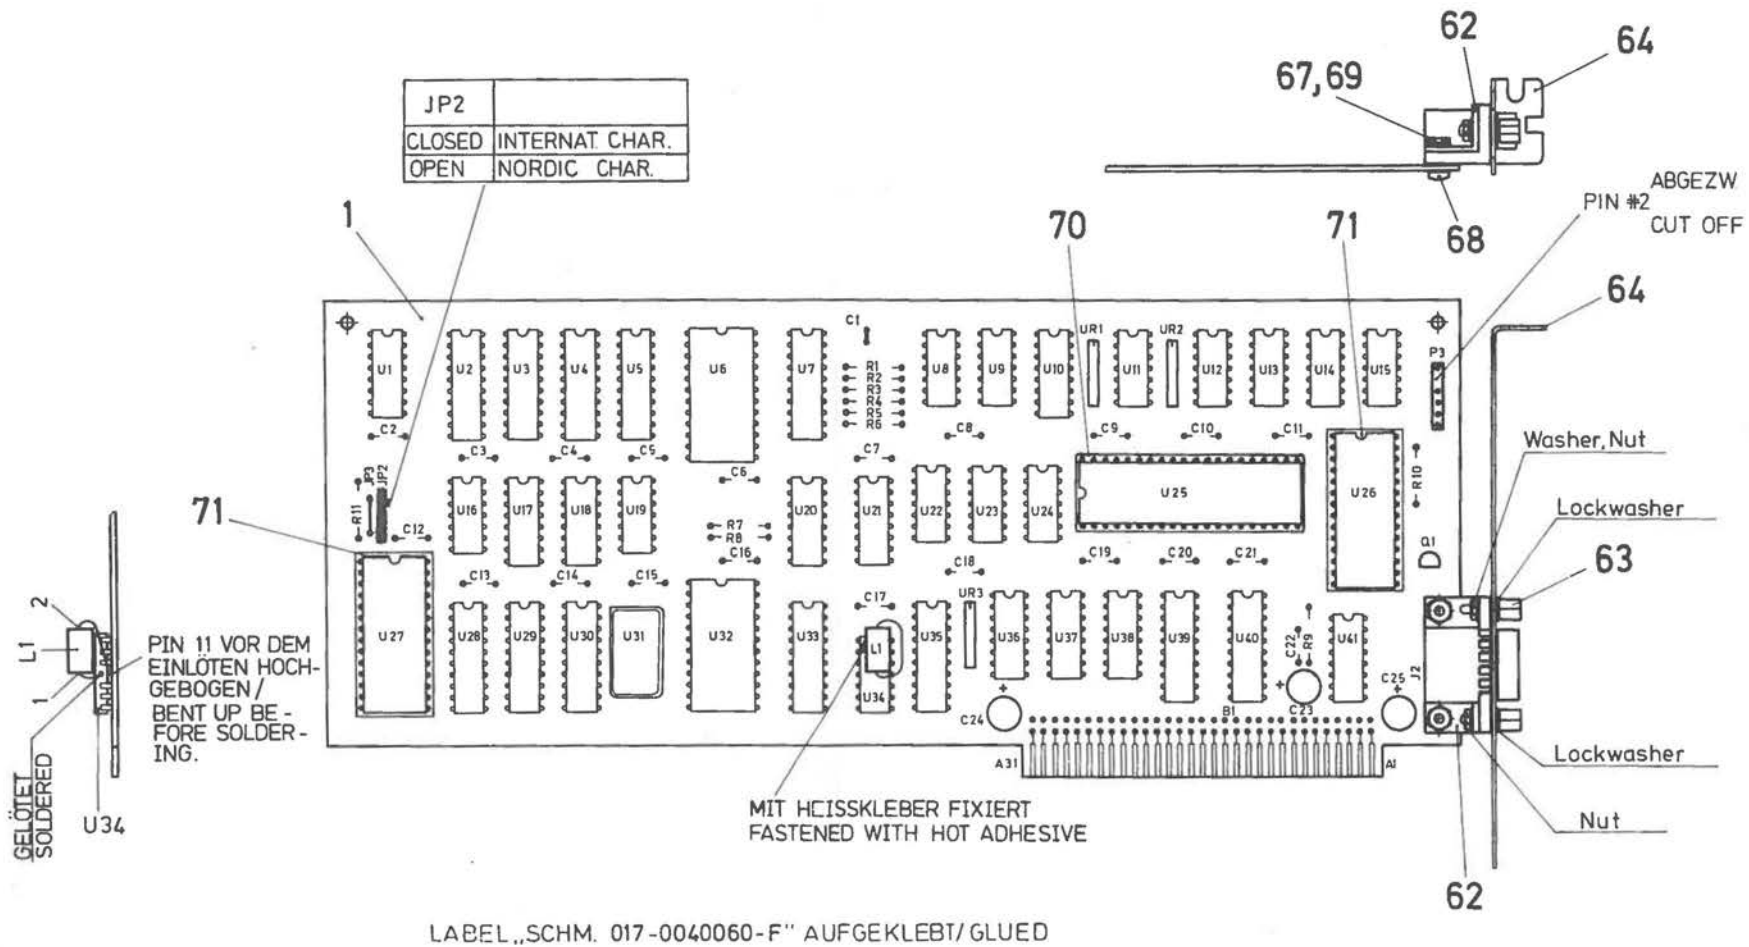 62
64
67,69
JP2
CLOSED INTERNAT. CHAR.
OPEN NORDIC CHAR.
ABGEZW.
PIN #2
CUT OFF
68
1
70
71
64
C1
UR1 UR2
P3
U1 U2 U3 U4 U5 U6 U7 U8 U9 U10 U11 U12 U13 U14 U15
R1
R2
R3
R4
R5
R6
C2 C8 C9 C10 C11
C3 C4 C5 C7
C6
Washer, Nut
JP3
JP2
R11
R10
71
U16 U17 U18 U19 U20 U21 U22 U23 U24 U25 U26
Lockwasher
C12
R7
R8
C16
Q1
C19 C20 C21
63
C13 C14 C15 C18
2
L1
1
C17
UR3
PIN 11 VOR DEM
EINLÖTEN HOCH-
GEBOGEN /
BENT UP BE-
FORE SOLDER-
ING.
U27 U28 U29 U30 U31 U32 U33 L1 U35 U36 U37 U38 U39 U40 U41
C22
R9
J2
U34
C25
+
C24
+
C23
+
B1
GELÖTET
SOLDERED
U34
A31
A1
Lockwasher
MIT HEISSKLEBER FIXIERT
FASTENED WITH HOT ADHESIVE
Nut
62
LABEL „SCHM. 017-0040060-F" AUFGEKLEBT/GLUED